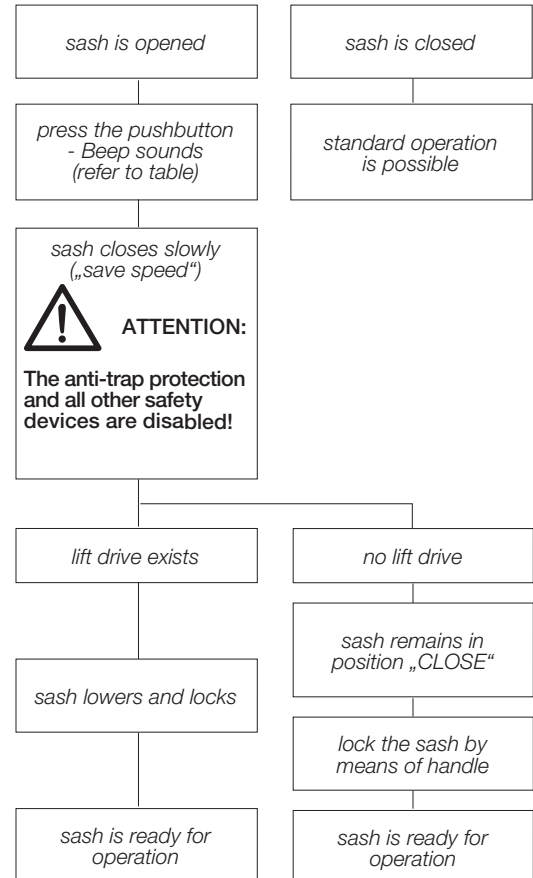 sash is opened
press the pushbutton
- Beep sounds
(refer to table)
sash closes slowly
(„save speed“)
ATTENTION:
The anti-trap protection
and all other safety
devices are disabled!
lift drive exists
sash lowers and locks
sash is ready for
operation
no lift drive
sash remains in
position „CLOSE“
lock the sash by
means of handle
sash is ready for
operation
sash is closed
standard operation
is possible